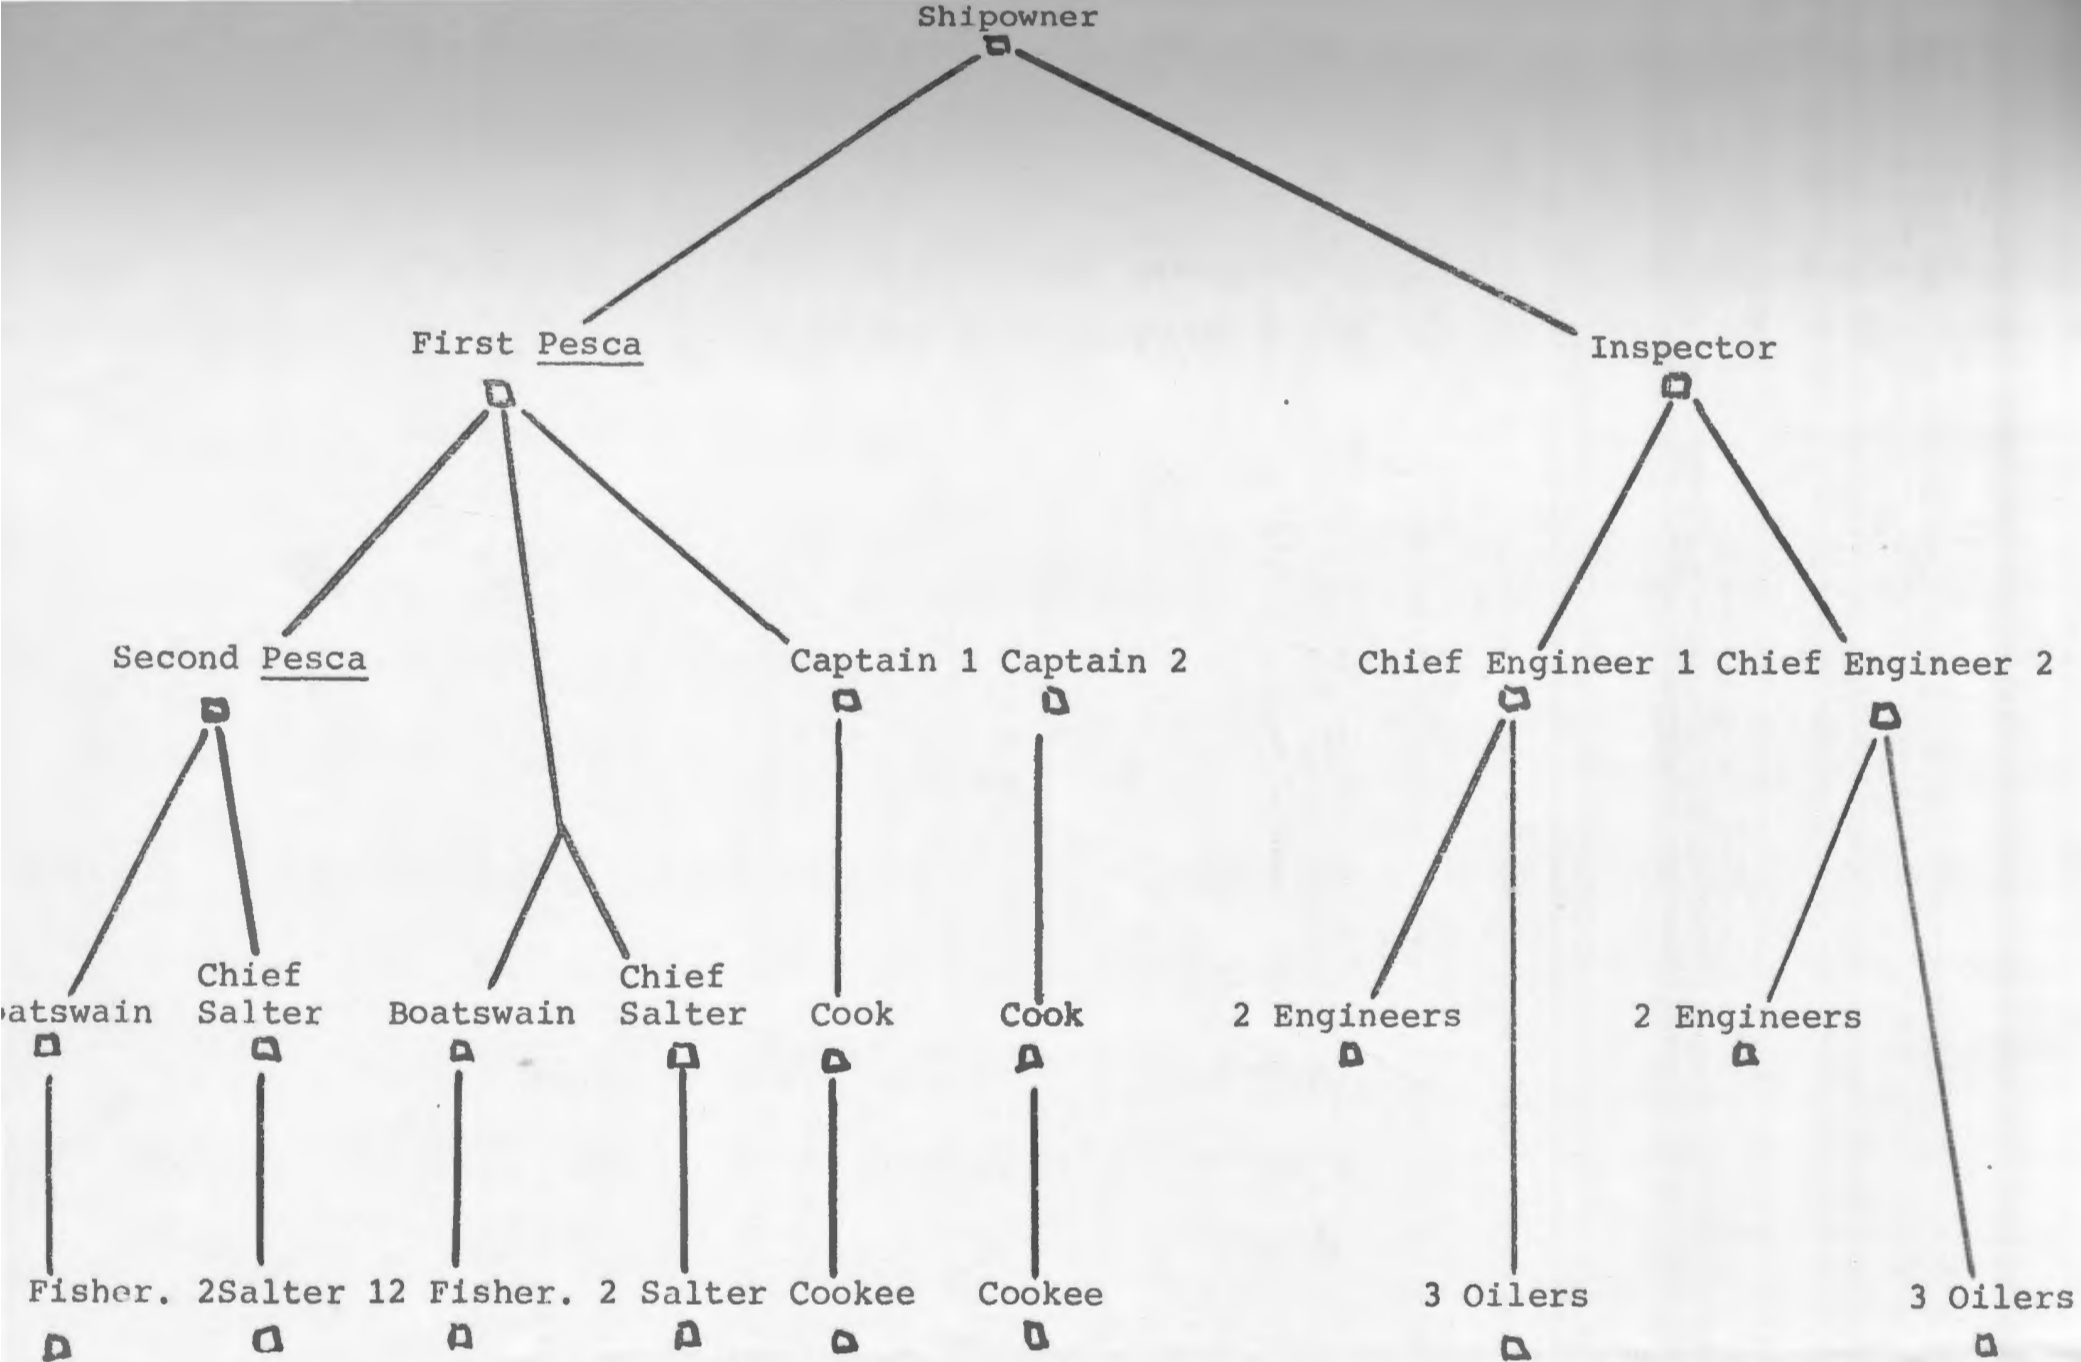 Shipowner
First Pesca
Inspector
Second Pesca
Captain 1 Captain 2
Chief Engineer 1 Chief Engineer 2
Chief
Chief
atswain Salter Boatswain Salter Cook Cook 2 Engineers 2 Engineers
Fisher. 2Salter 12 Fisher. 2 Salter Cookee Cookee 3 Oilers 3 Oilers